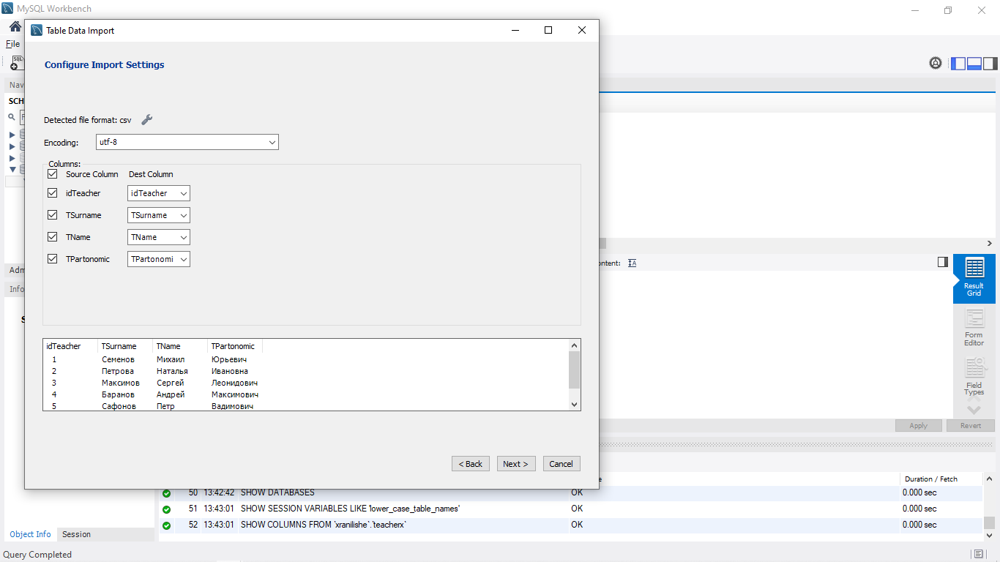 MySQL Workbench
Table Data Import
File
Configure Import Settings
Nav
SCH
Detected file format: csv
Encoding: utf-8
Columns:
Source Column Dest Column
idTeacher idTeacher
TSurname TSurname
TName TName
TPartonomic TPartonomi
ontent:
Adm
Info
Result
Grid
Form
Editor
Field
Types
idTeacher TSurname TName TPartonomic
1 Семенов Михаил Юрьевич
2 Петрова Наталья Ивановна
3 Максимов Сергей Леонидович
4 Баранов Андрей Максимович
5 Сафонов Петр Вадимович
Apply Revert
< Back Next > Cancel
Duration / Fetch
50 13:42:42 SHOW DATABASES OK 0.000 sec
51 13:43:01 SHOW SESSION VARIABLES LIKE 'lower_case_table_names' OK 0.000 sec
52 13:43:01 SHOW COLUMNS FROM `xranilishe`.`teacherx` OK 0.000 sec
Object Info Session
Query Completed